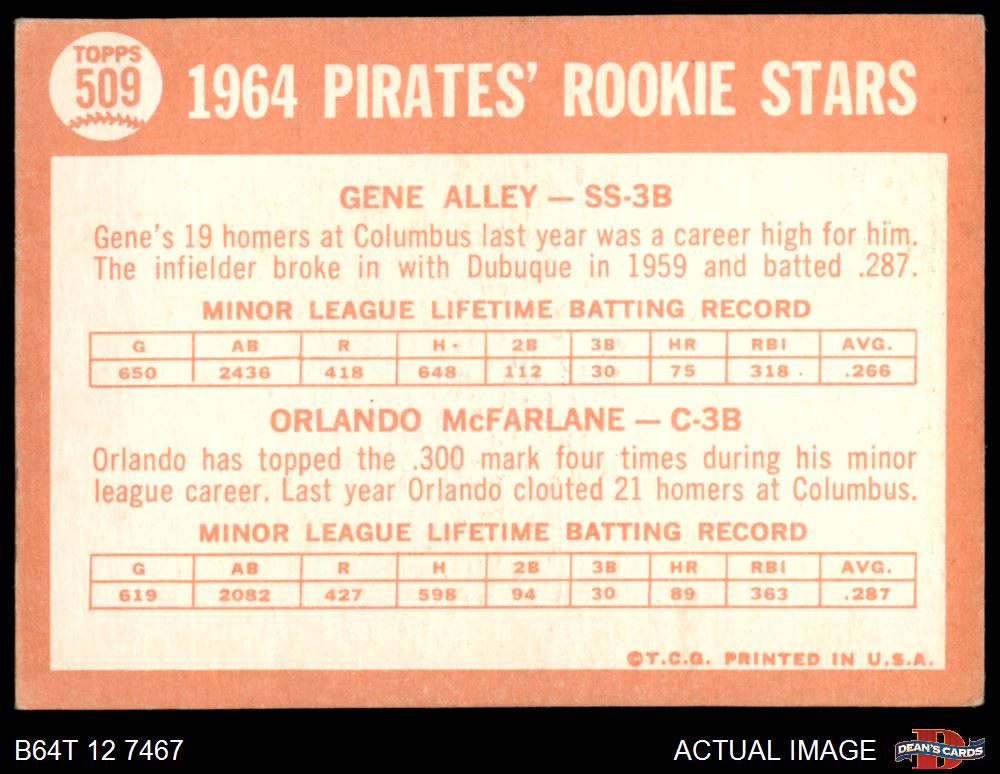 TOPPS
509
1964 PIRATES' ROOKIE STARS
GENE ALLEY — SS-3B
Gene's 19 homers at Columbus last year was a career high for him.
The infielder broke in with Dubuque in 1959 and batted .287.
MINOR LEAGUE LIFETIME BATTING RECORD
G AB R H 2B 3B HR RBI AVG.
650 2436 418 648 112 30 75 318 .266
ORLANDO McFARLANE — C-3B
Orlando has topped the .300 mark four times during his minor
league career. Last year Orlando clouted 21 homers at Columbus.
MINOR LEAGUE LIFETIME BATTING RECORD
G AB R H 2B 3B HR RBI AVG.
619 2082 427 598 94 30 89 363 .287
©T.C.G. PRINTED IN U.S.A.
B64T 12 7467
ACTUAL IMAGE
D
DEAN'S CARDS